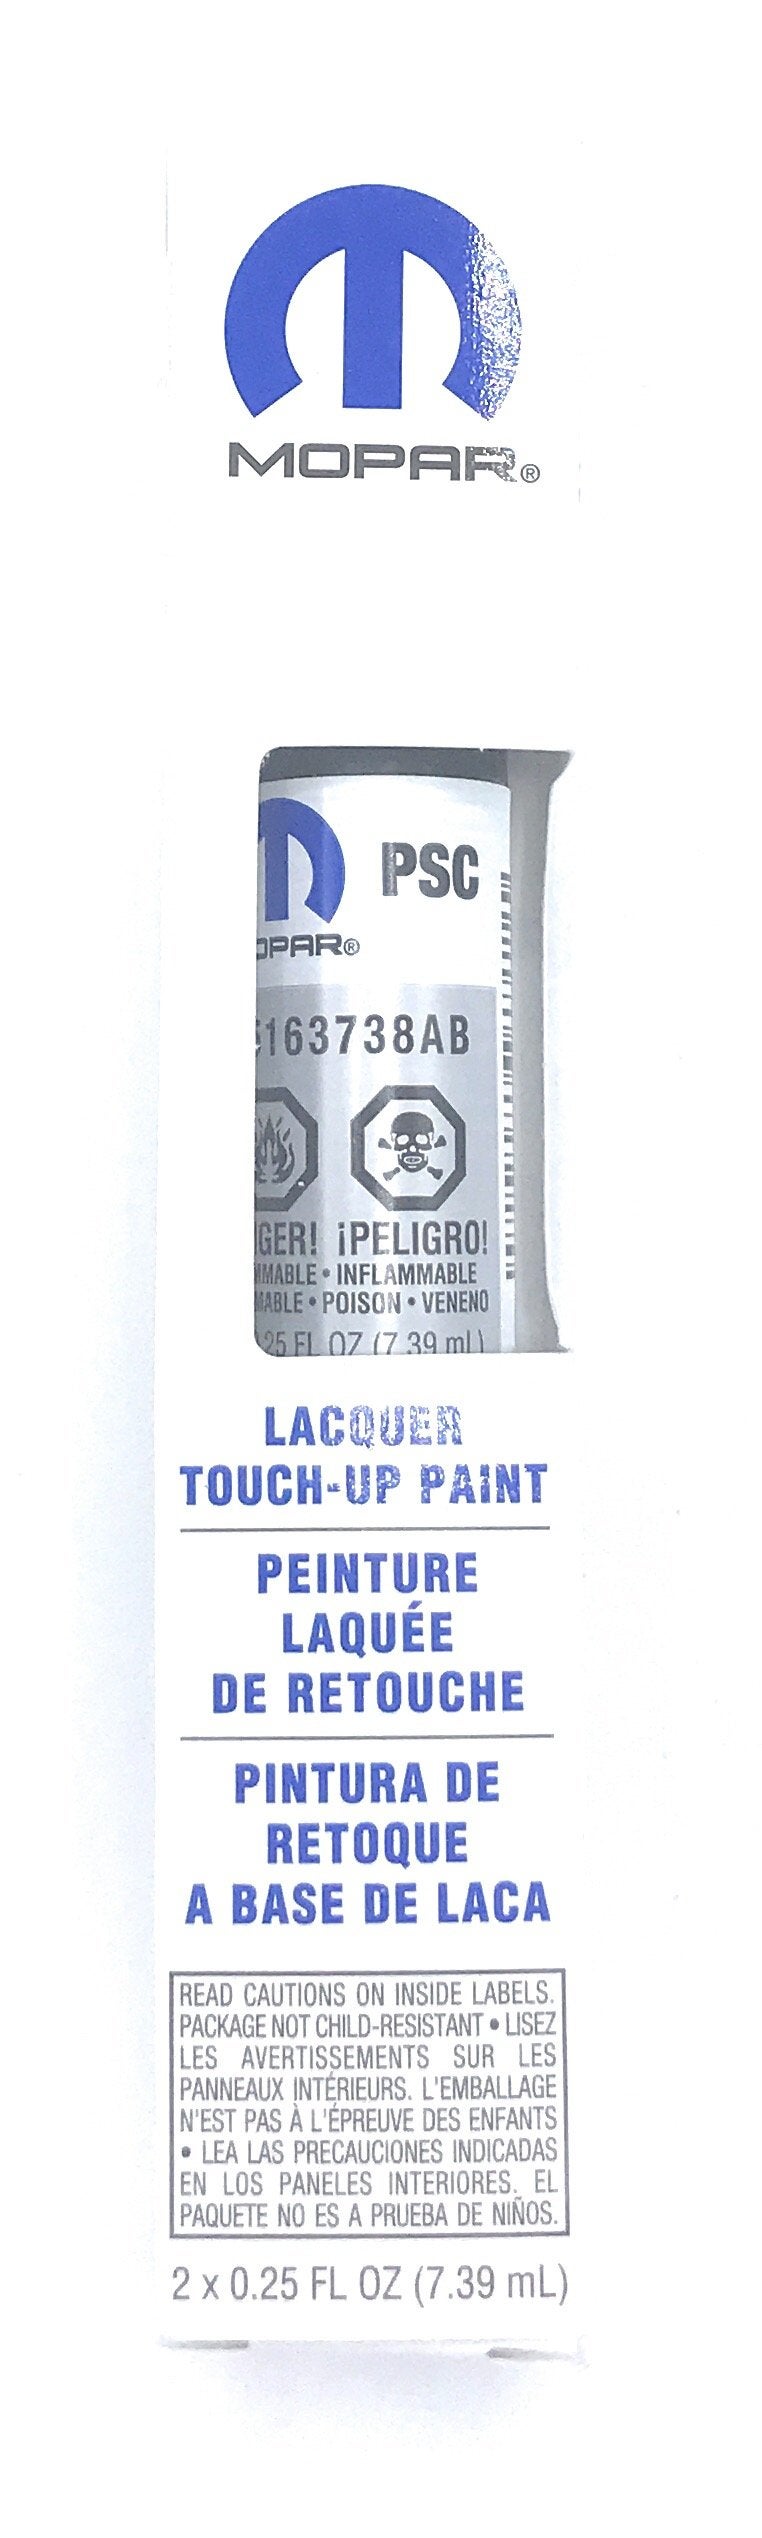 MOPAR®
PSC
OPAR®
5163738AB
GER! ¡PELIGRO!
MMABLE • INFLAMMABLE
MABLE • POISON • VENENO
.25 FL OZ (7.39 ml)
LACQUER
TOUCH-UP PAINT
PEINTURE
LAQUÉE
DE RETOUCHE
PINTURA DE
RETOQUE
A BASE DE LACA
READ CAUTIONS ON INSIDE LABELS.
PACKAGE NOT CHILD-RESISTANT • LISEZ
LES AVERTISSEMENTS SUR LES
PANNEAUX INTÉRIEURS. L'EMBALLAGE
N'EST PAS À L'ÉPREUVE DES ENFANTS
• LEA LAS PRECAUCIONES INDICADAS
EN LOS PANELES INTERIORES. EL
PAQUETE NO ES A PRUEBA DE NIÑOS.
2 x 0.25 FL OZ (7.39 mL)